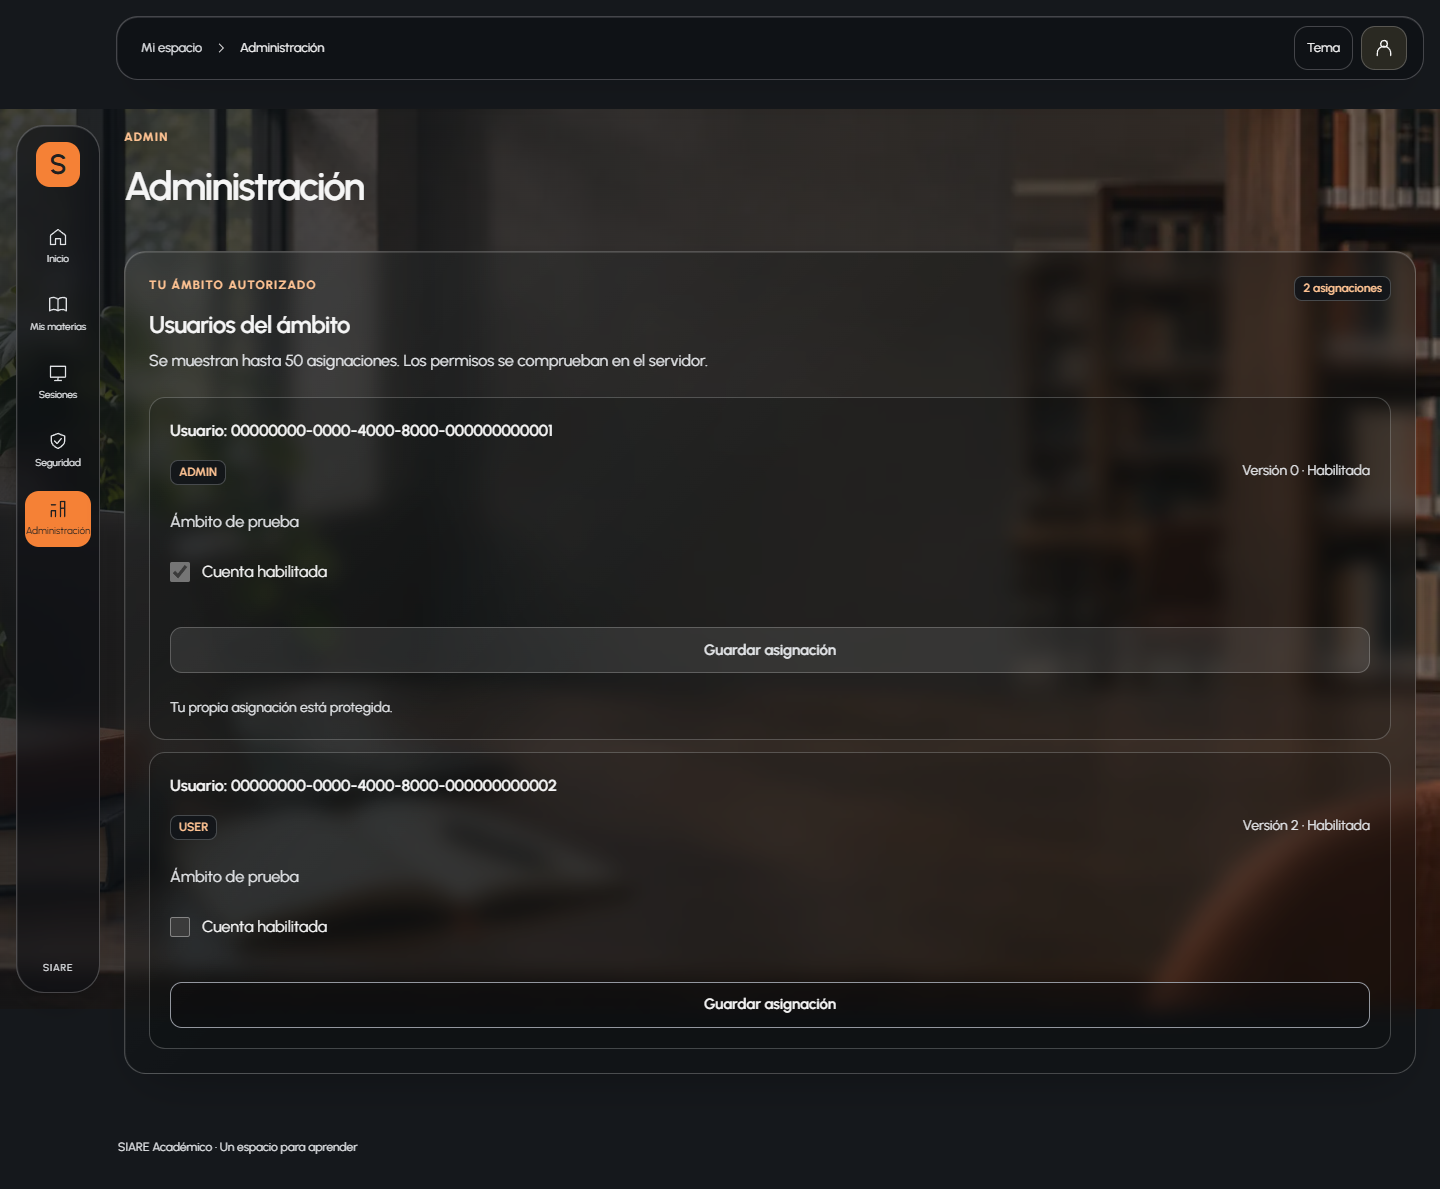 Mi espacio > Administración
Tema
S
Inicio
Mis materias
Sesiones
Seguridad
Administración
SIARE
ADMIN
Administración
TU ÁMBITO AUTORIZADO
2 asignaciones
Usuarios del ámbito
Se muestran hasta 50 asignaciones. Los permisos se comprueban en el servidor.
Usuario: 00000000-0000-4000-8000-000000000001
ADMIN
Versión 0 · Habilitada
Ámbito de prueba
Cuenta habilitada
Guardar asignación
Tu propia asignación está protegida.
Usuario: 00000000-0000-4000-8000-000000000002
USER
Versión 2 · Habilitada
Ámbito de prueba
Cuenta habilitada
Guardar asignación
SIARE Académico · Un espacio para aprender